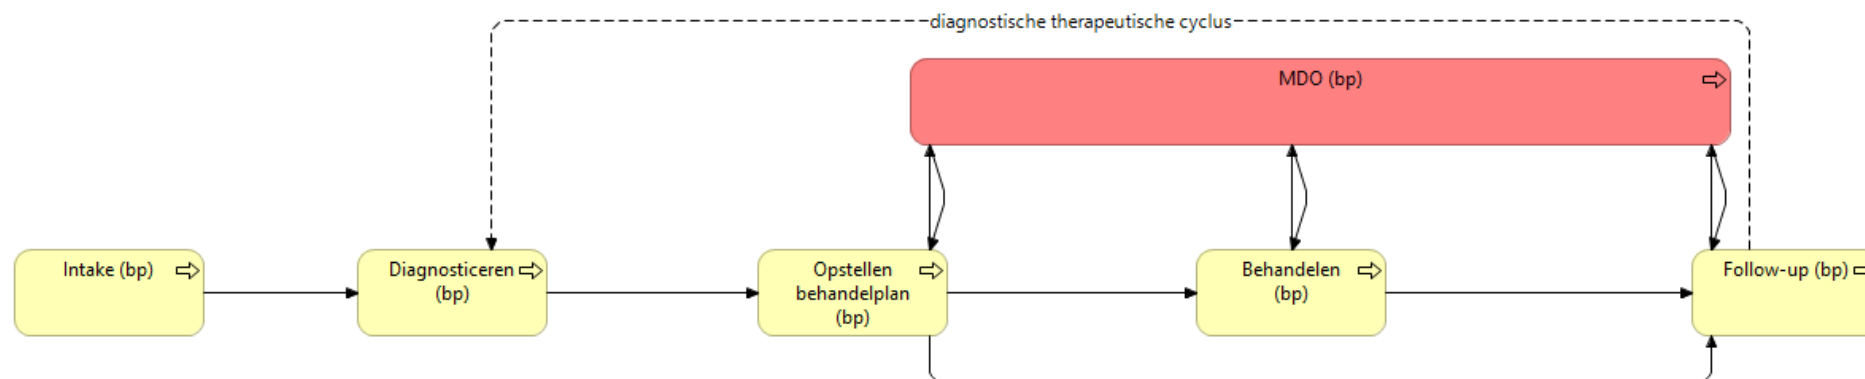 diagnostische therapeutische cyclus
MDO (bp)
Intake (bp)
Diagnosticeren
(bp)
Opstellen
behandelplan
(bp)
Behandelen
(bp)
Follow-up (bp)